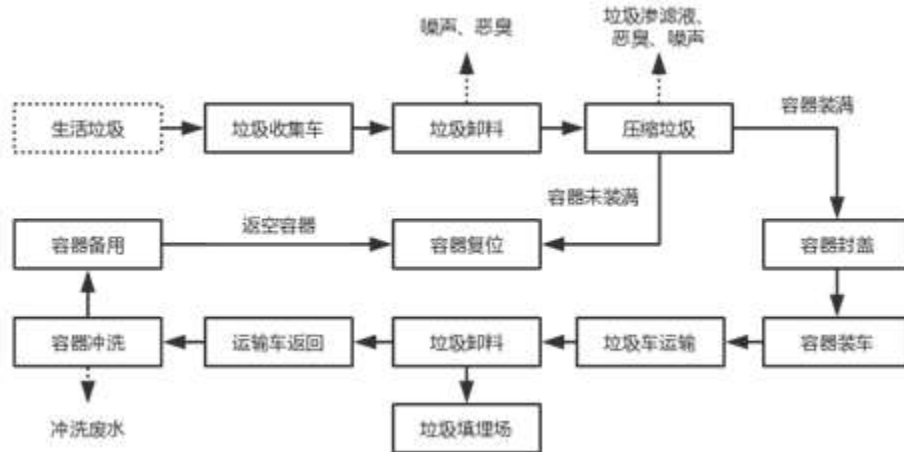 噪声、恶臭
垃圾渗滤液、
恶臭、噪声
生活垃圾
垃圾收集车
垃圾卸料
压缩垃圾
容器装满
容器未装满
容器备用
返空容器
容器复位
容器封盖
容器冲洗
运输车返回
垃圾卸料
垃圾车运输
容器装车
冲洗废水
垃圾填埋场